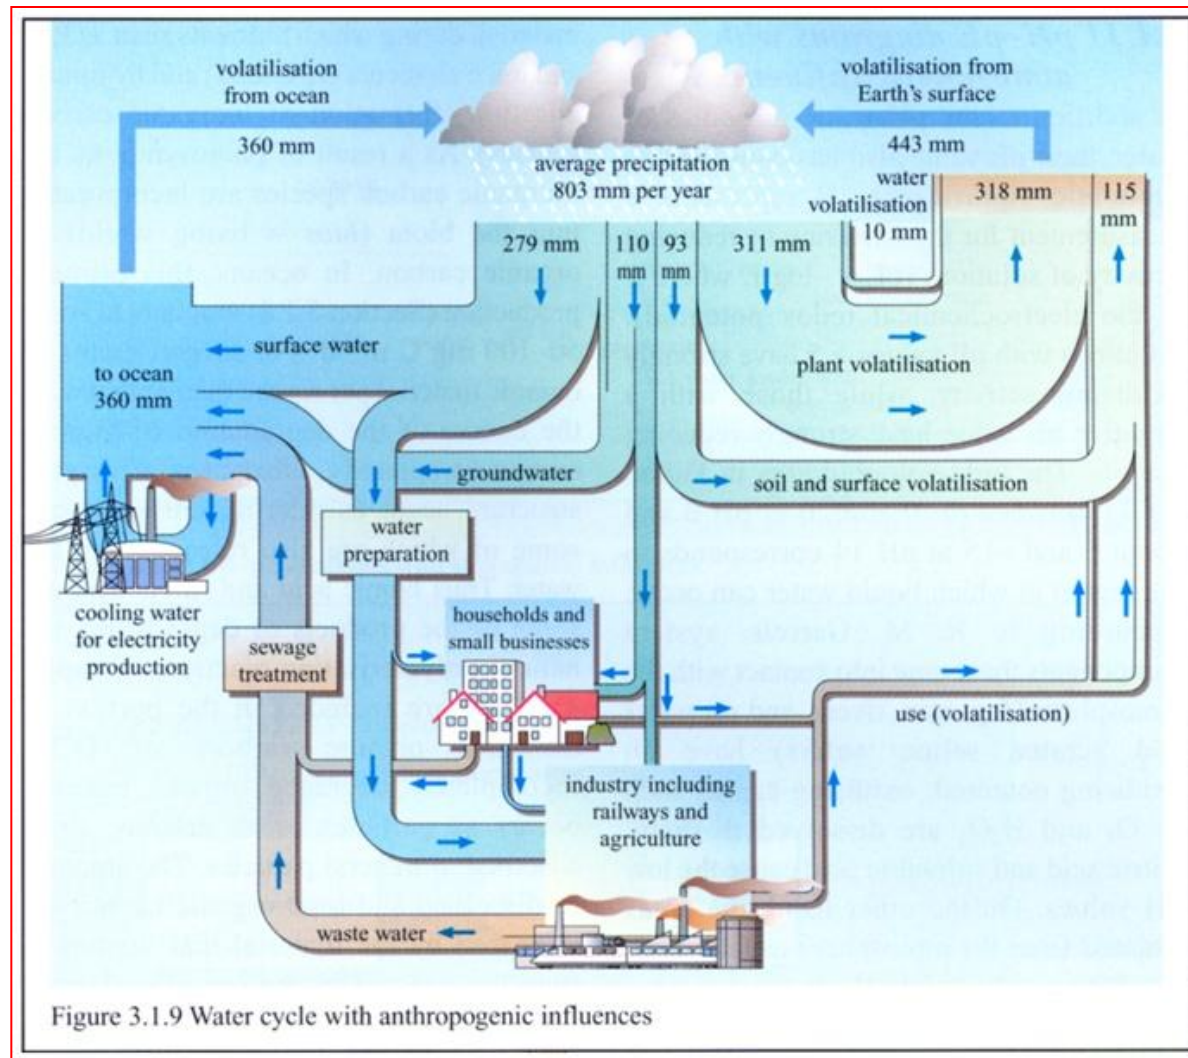 volatilisation
from ocean
360 mm
volatilisation from
Earth's surface
443 mm
average precipitation
803 mm per year
water
volatilisation
10 mm
318 mm
115
mm
279 mm
110
mm
93
mm
311 mm
surface water
to ocean
360 mm
plant volatilisation
groundwater
soil and surface volatilisation
water
preparation
cooling water
for electricity
production
sewage
treatment
households and
small businesses
use (volatilisation)
industry including
railways and
agriculture
waste water
Figure 3.1.9 Water cycle with anthropogenic influences